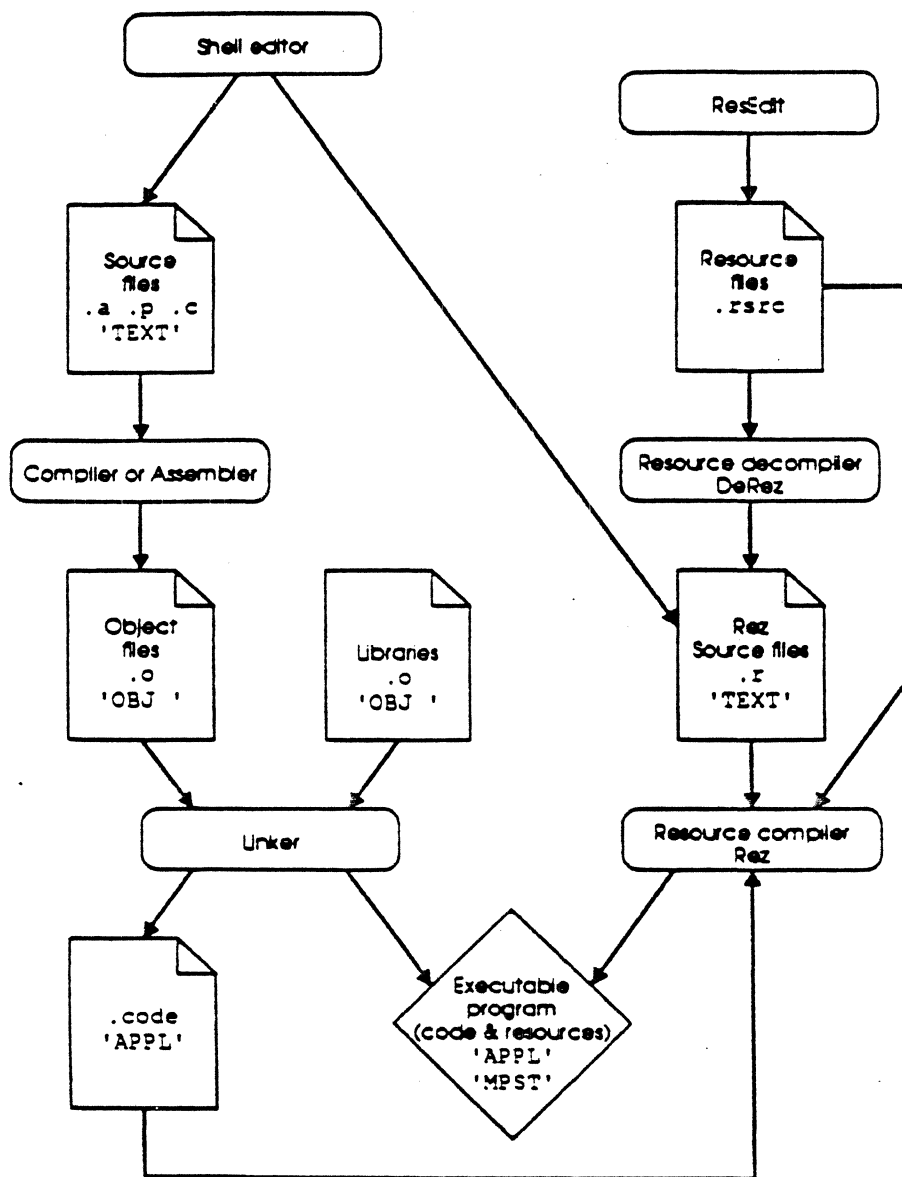 Shell editor
ResEdit
Source
files
.a .p .c
'TEXT'
Resource
files
.rsrc
Compiler or Assembler
Resource decompiler
DeRez
Object
files
.o
'OBJ '
Libraries
.o
'OBJ '
Rez
Source files
.r
'TEXT'
Linker
Resource compiler
Rez
.code
'APPL'
Executable
program
(code & resources)
'APPL'
'MPST'